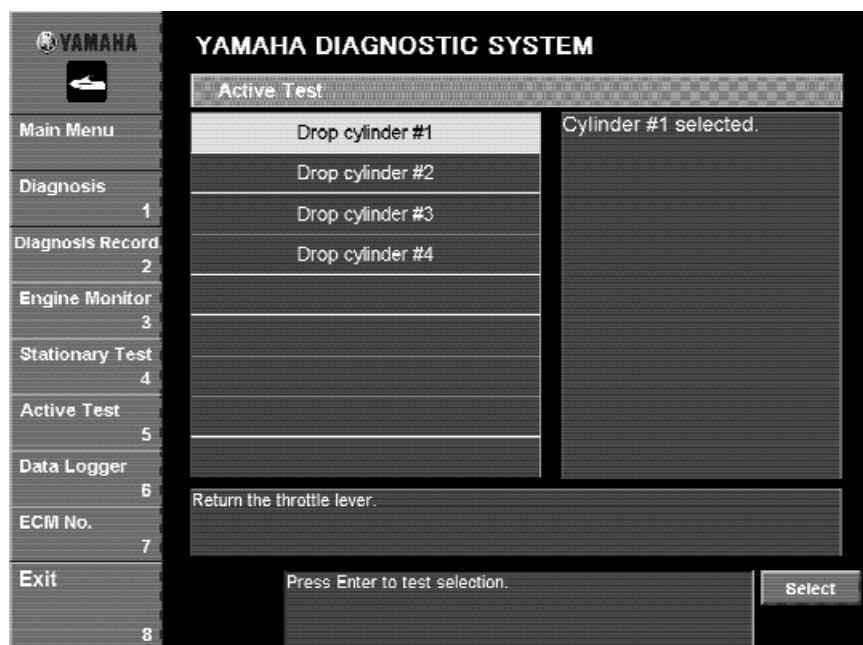 YAMAHA
YAMAHA DIAGNOSTIC SYSTEM
Active Test
Main Menu
Diagnosis
1
Diagnosis Record
2
Engine Monitor
3
Stationary Test
4
Active Test
5
Data Logger
6
ECM No.
7
Exit
8
Drop cylinder #1
Drop cylinder #2
Drop cylinder #3
Drop cylinder #4
Cylinder #1 selected.
Return the throttle lever.
Press Enter to test selection.
Select